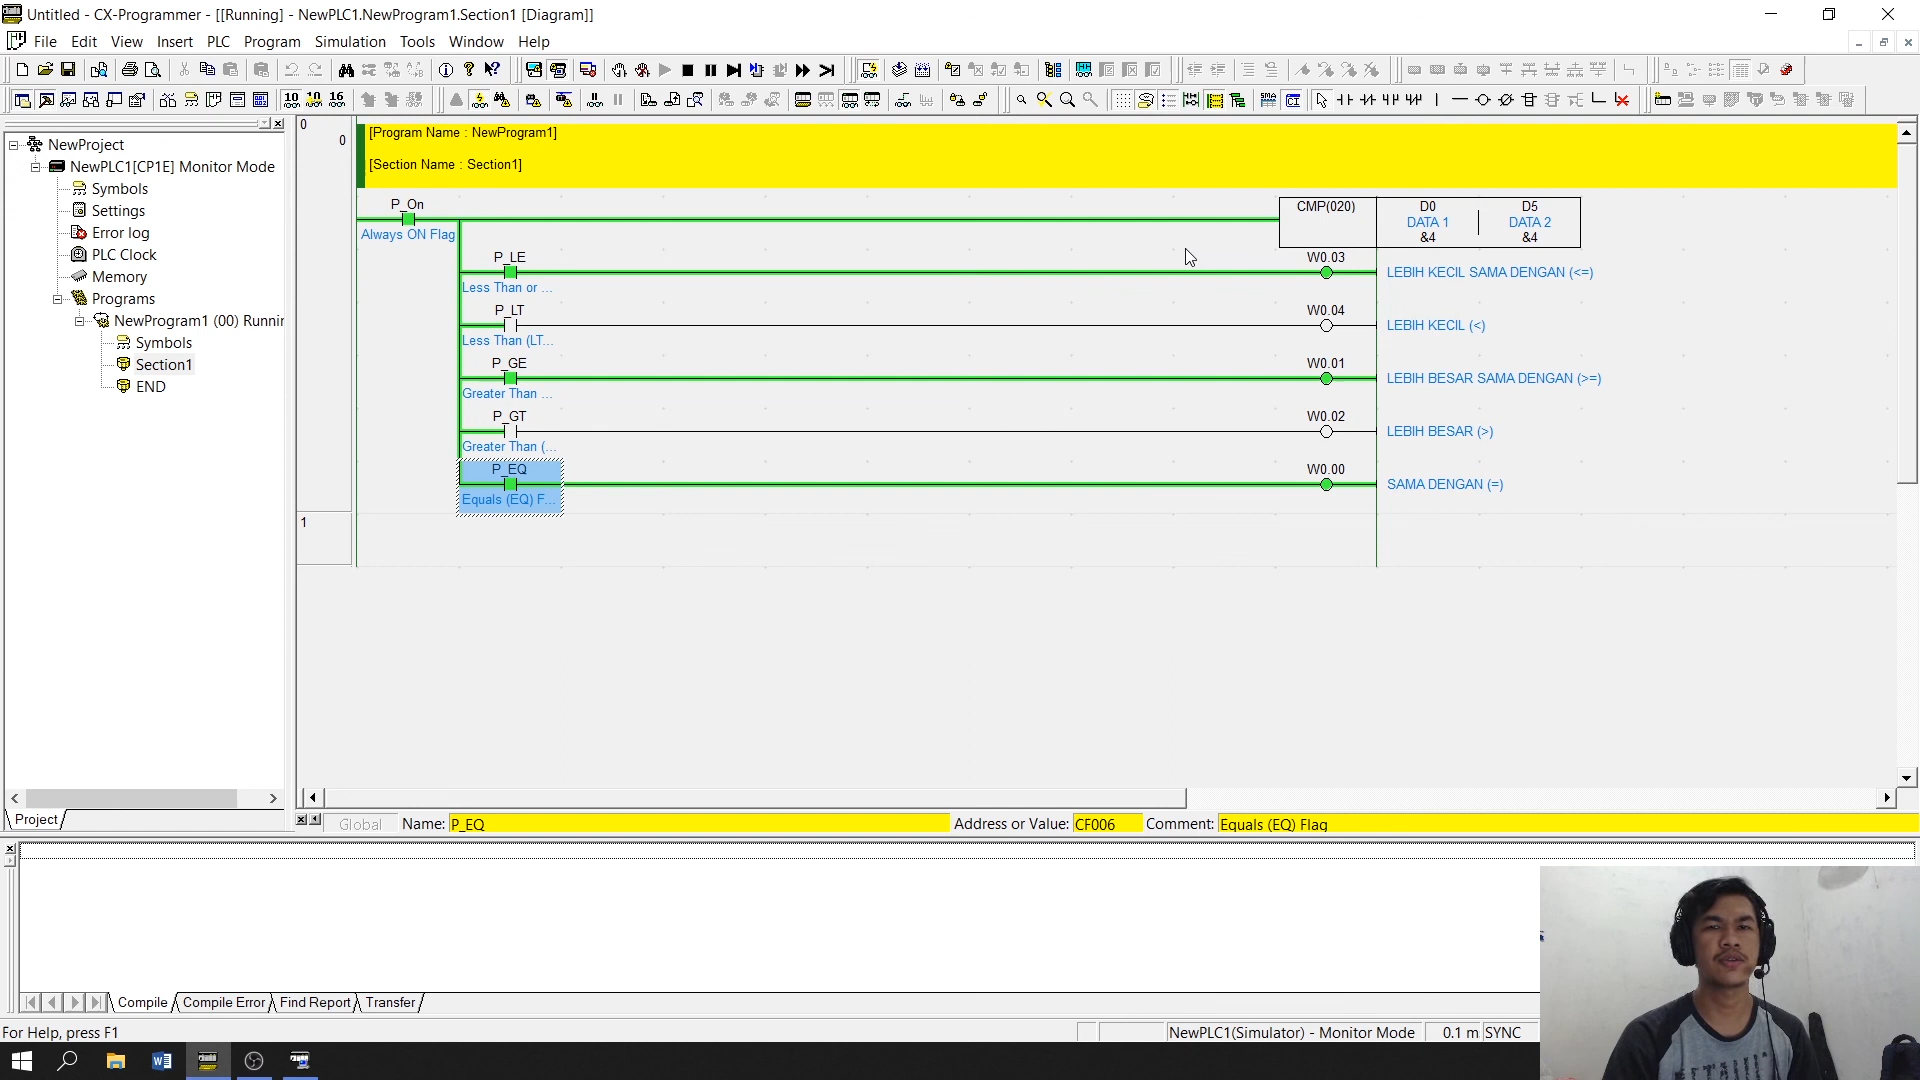 Untitled - CX-Programmer - [[Running] - NewPLC1.NewProgram1.Section1 [Diagram]]
File Edit View Insert PLC Program Simulation Tools Window Help
10 10 16
NewProject
NewPLC1[CP1E] Monitor Mode
Symbols
Settings
Error log
PLC Clock
Memory
Programs
NewProgram1 (00) Runnir
Symbols
Section1
END
Project
0
0
[Program Name : NewProgram1]
[Section Name : Section1]
P_On
Always ON Flag
CMP(020) D0 D5
DATA 1 DATA 2
&4 &4
P_LE W0.03
LEBIH KECIL SAMA DENGAN (<=)
Less Than or ...
P_LT W0.04
LEBIH KECIL (<)
Less Than (LT...
P_GE W0.01
LEBIH BESAR SAMA DENGAN (>=)
Greater Than ...
P_GT W0.02
LEBIH BESAR (>)
Greater Than (...
P_EQ W0.00
SAMA DENGAN (=)
Equals (EQ) F...
1
Global Name: P_EQ Address or Value: CF006 Comment: Equals (EQ) Flag
Compile Compile Error Find Report Transfer
For Help, press F1
NewPLC1(Simulator) - Monitor Mode 0.1 m SYNC